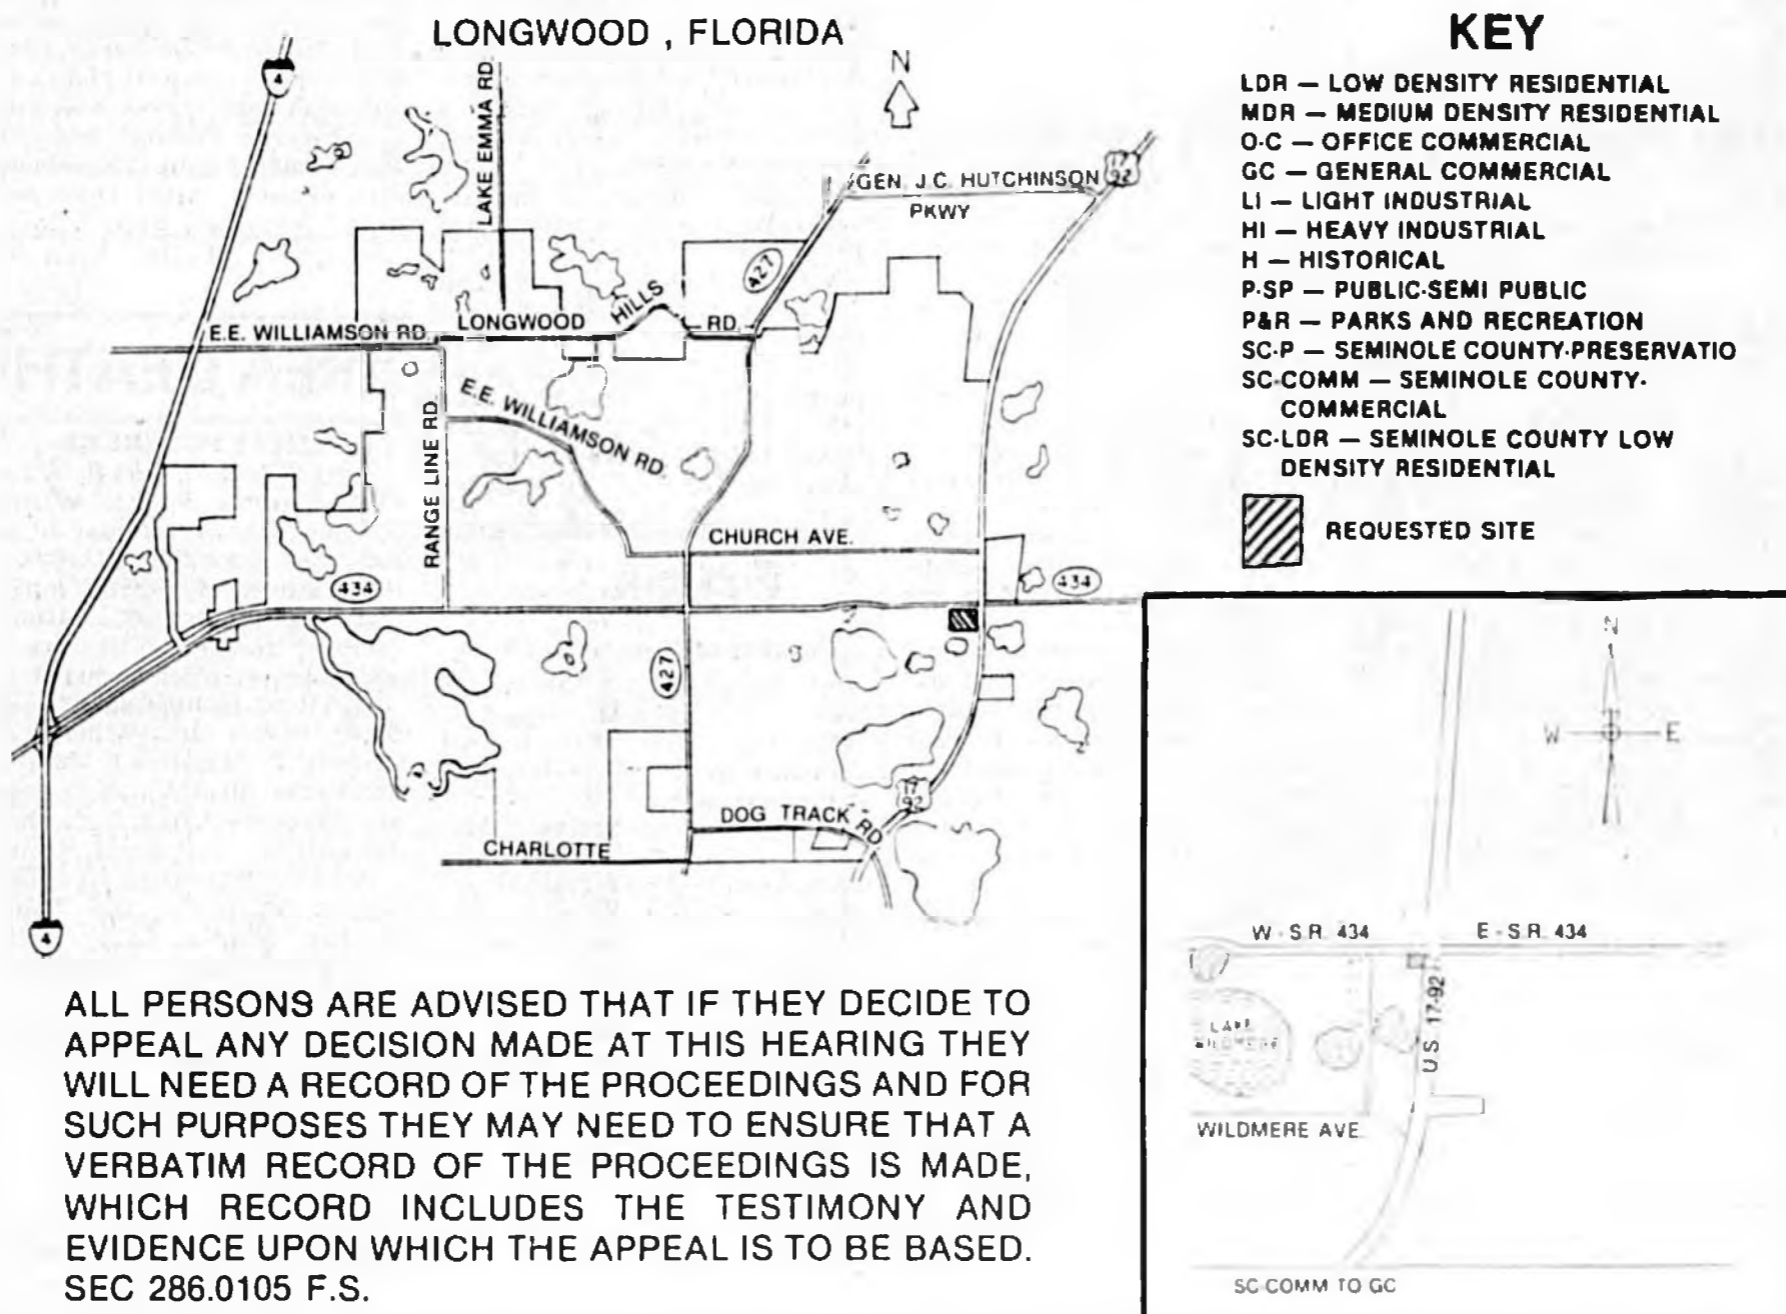 LONGWOOD , FLORIDA
4
LAKE EMMA RD.
N
17
92
GEN. J.C. HUTCHINSON
PKWY
427
E.E. WILLIAMSON RD.
LONGWOOD
HILLS
RD.
E.E. WILLIAMSON RD.
RANGE LINE RD.
CHURCH AVE.
434
434
427
17
92
DOG TRACK RD
CHARLOTTE
4
KEY
LDR — LOW DENSITY RESIDENTIAL
MDR — MEDIUM DENSITY RESIDENTIAL
O-C — OFFICE COMMERCIAL
GC — GENERAL COMMERCIAL
LI — LIGHT INDUSTRIAL
HI — HEAVY INDUSTRIAL
H — HISTORICAL
P-SP — PUBLIC-SEMI PUBLIC
P&R — PARKS AND RECREATION
SC-P — SEMINOLE COUNTY-PRESERVATIO
SC-COMM — SEMINOLE COUNTY-
COMMERCIAL
SC-LDR — SEMINOLE COUNTY LOW
DENSITY RESIDENTIAL
REQUESTED SITE
N
W
E
W - S.R. 434
E - S.R. 434
U.S. 17-92
LAKE
WILDMERE
WILDMERE AVE
SC COMM TO GC
ALL PERSONS ARE ADVISED THAT IF THEY DECIDE TO
APPEAL ANY DECISION MADE AT THIS HEARING THEY
WILL NEED A RECORD OF THE PROCEEDINGS AND FOR
SUCH PURPOSES THEY MAY NEED TO ENSURE THAT A
VERBATIM RECORD OF THE PROCEEDINGS IS MADE,
WHICH RECORD INCLUDES THE TESTIMONY AND
EVIDENCE UPON WHICH THE APPEAL IS TO BE BASED.
SEC 286.0105 F.S.